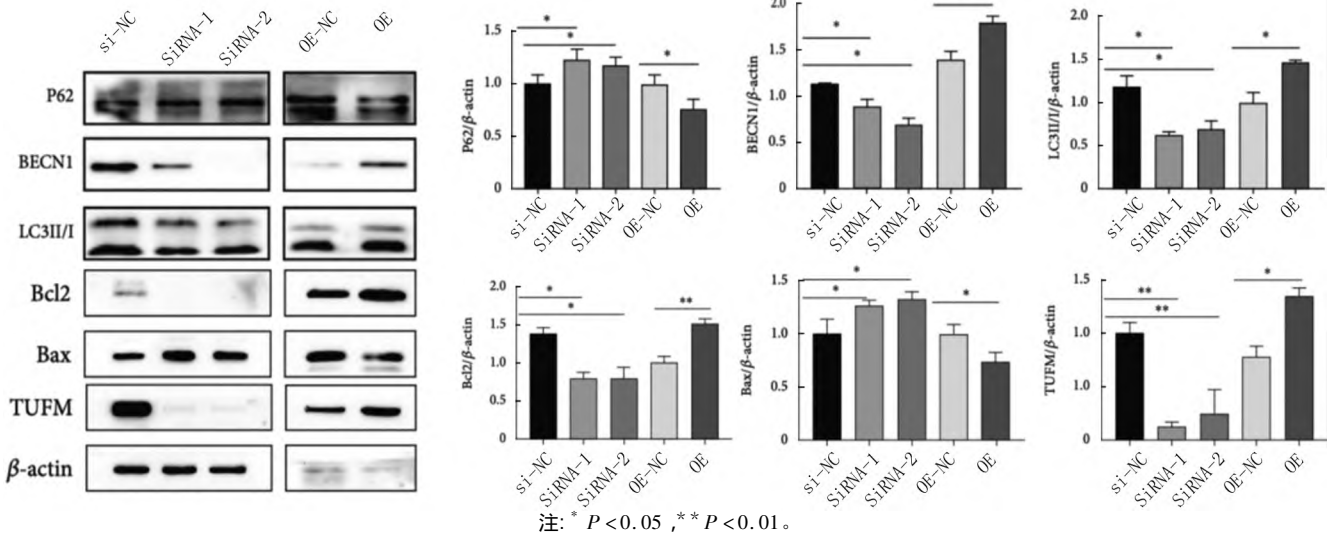 si-NC SiRNA-1 SiRNA-2 OE-NC OE
P62
BECN1
LC3II/I
Bcl2
Bax
TUFM
β-actin
P62/β-actin
1.5
1.0
0.5
0
* * *
si-NC SiRNA-1 SiRNA-2 OE-NC OE
BECN1/β-actin
2.0
1.5
1.0
0.5
0
* *
si-NC SiRNA-1 SiRNA-2 OE-NC OE
LC3II/I/β-actin
2.0
1.5
1.0
0.5
0
* * *
si-NC SiRNA-1 SiRNA-2 OE-NC OE
Bcl2/β-actin
2.0
1.5
1.0
0.5
0
* * **
si-NC SiRNA-1 SiRNA-2 OE-NC OE
Bax/β-actin
1.5
1.0
0.5
0
* * *
si-NC SiRNA-1 SiRNA-2 OE-NC OE
TUFM/β-actin
1.5
1.0
1.0
0
** ** *
si-NC SiRNA-1 SiRNA-2 OE-NC OE
注: * P<0.05 ,** P<0.01。